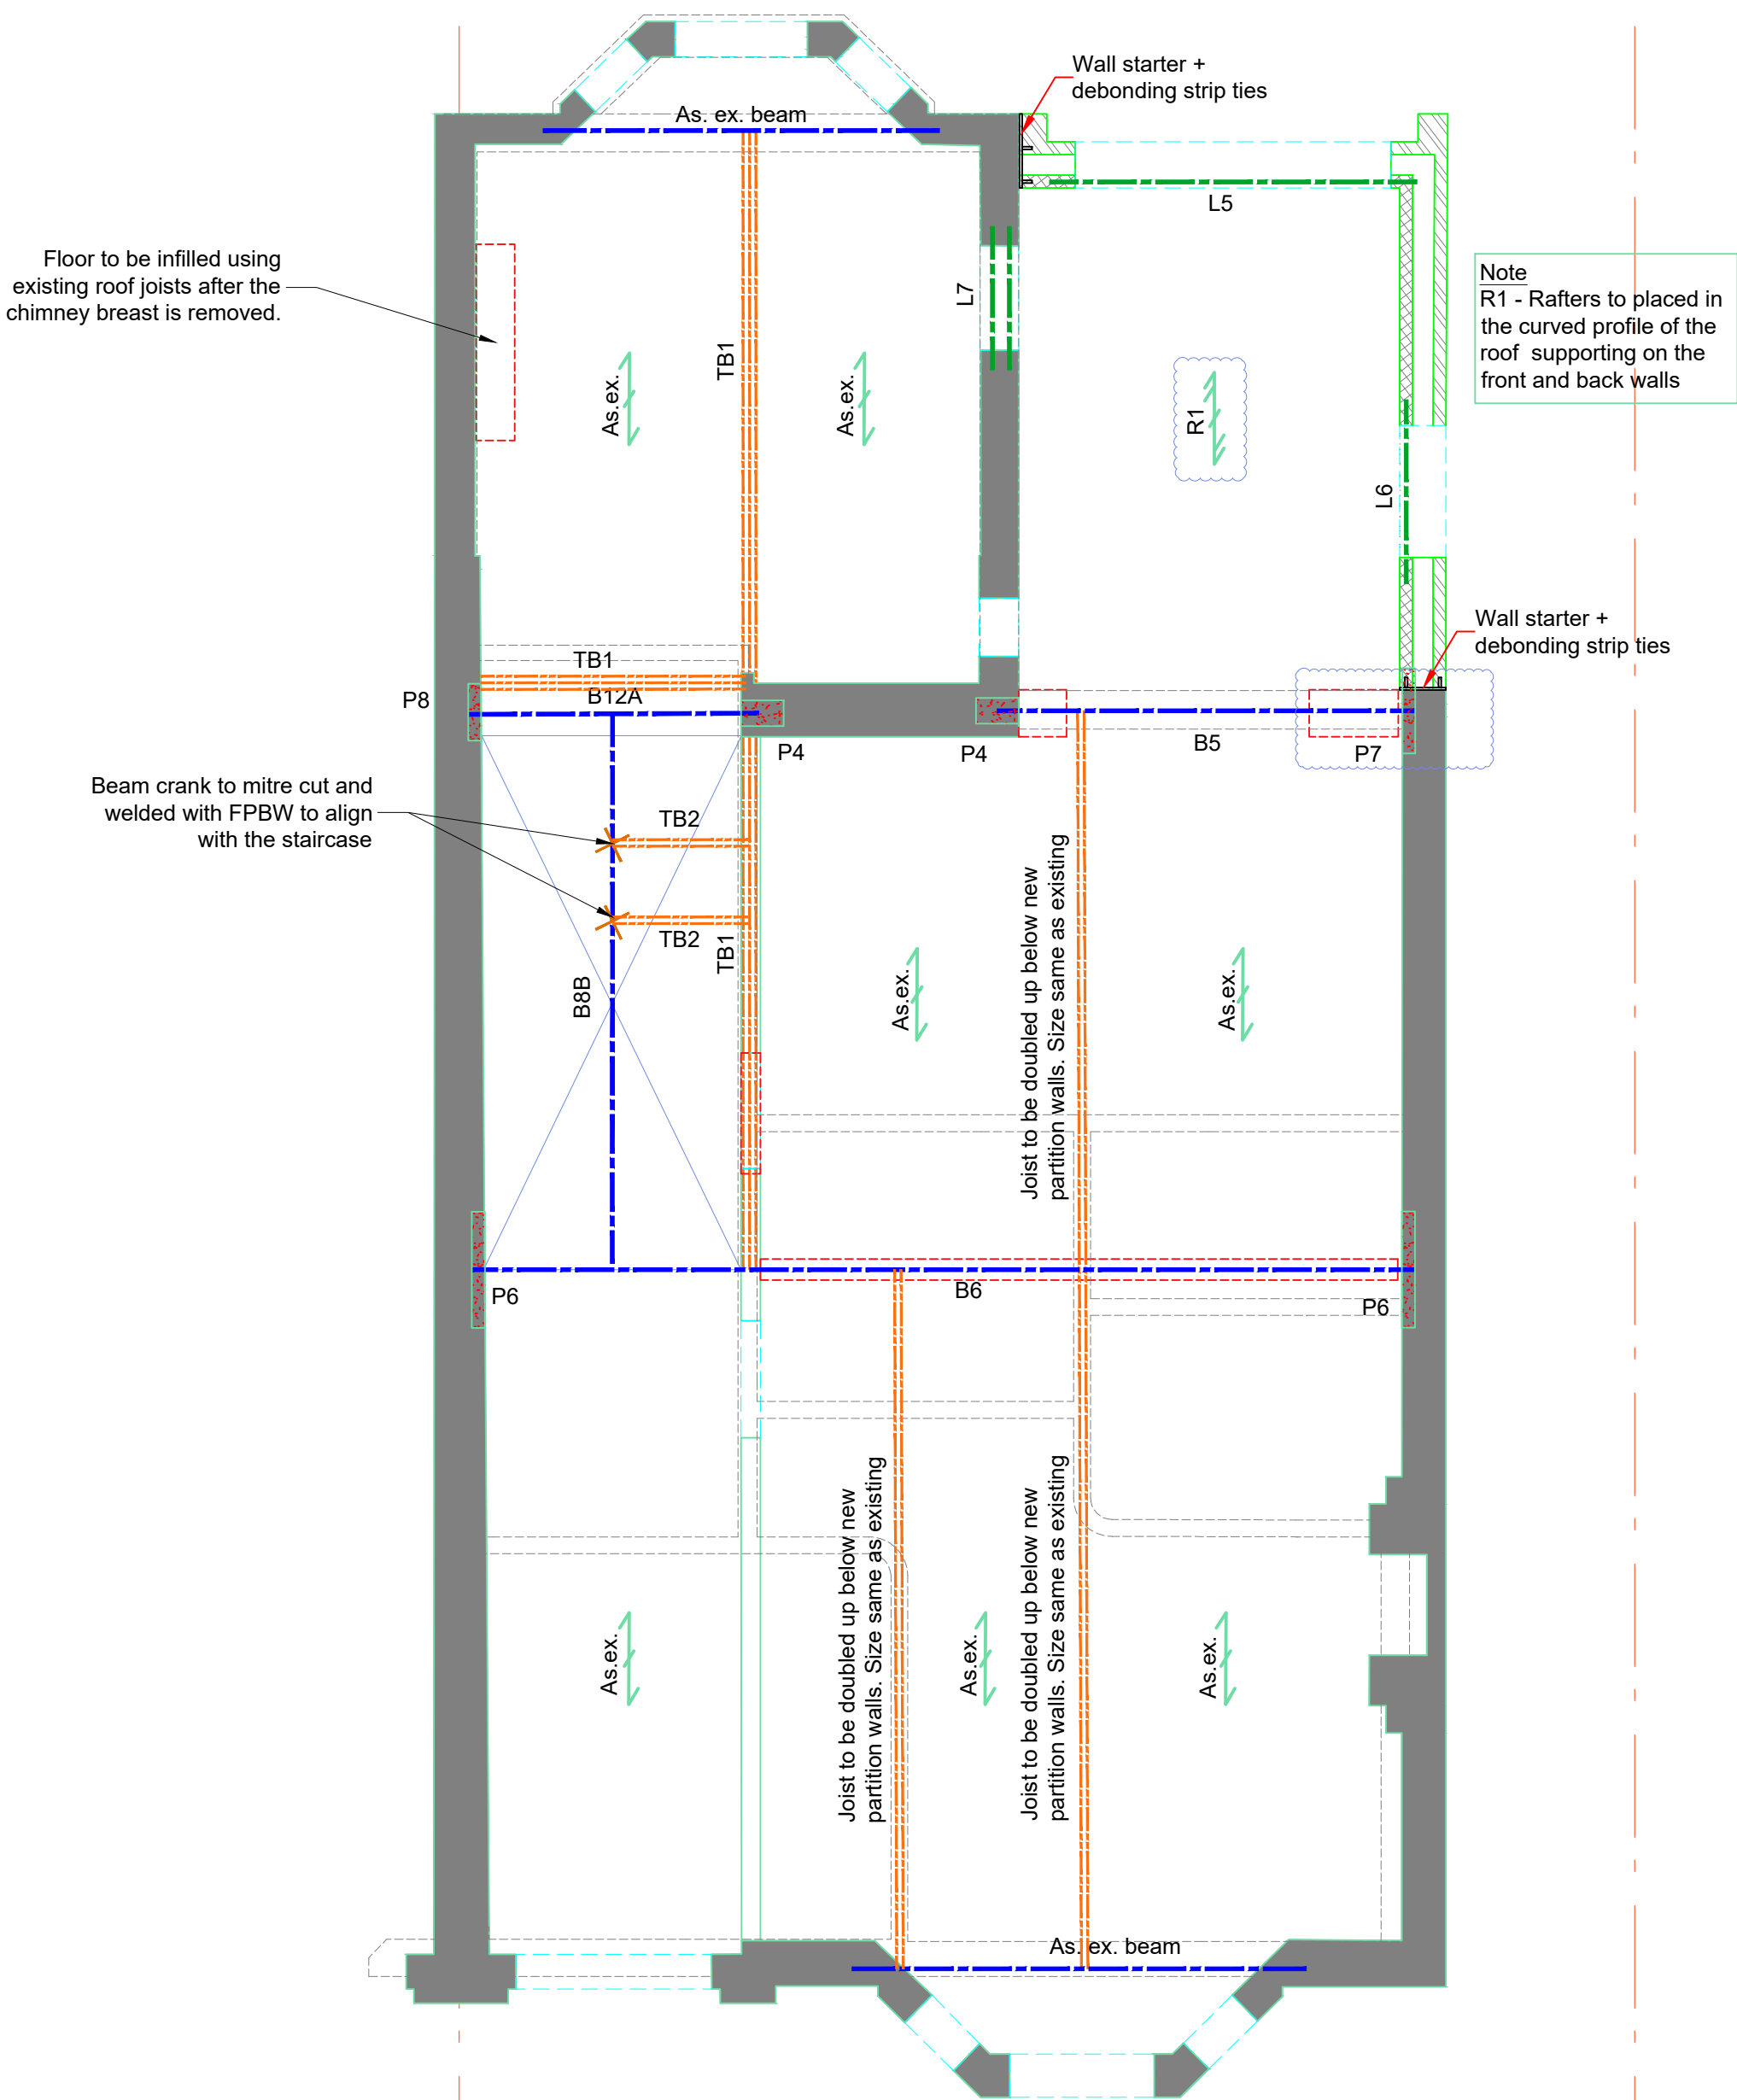 As. ex. beam
Wall starter +
debonding strip ties
L5
Floor to be infilled using
existing roof joists after the
chimney breast is removed.
L7
Note
R1 - Rafters to placed in
the curved profile of the
roof supporting on the
front and back walls
TB1
As.ex.
As.ex.
R1
L6
Wall starter +
debonding strip ties
TB1
B12A
P8
P4
P4
B5
P7
Beam crank to mitre cut and
welded with FPBW to align
with the staircase
TB2
TB2
TB1
B8B
As.ex.
Joist to be doubled up below new
partition walls. Size same as existing
As.ex.
P6
B6
P6
Joist to be doubled up below new
partition walls. Size same as existing
Joist to be doubled up below new
partition walls. Size same as existing
As.ex.
As.ex.
As.ex.
As. ex. beam